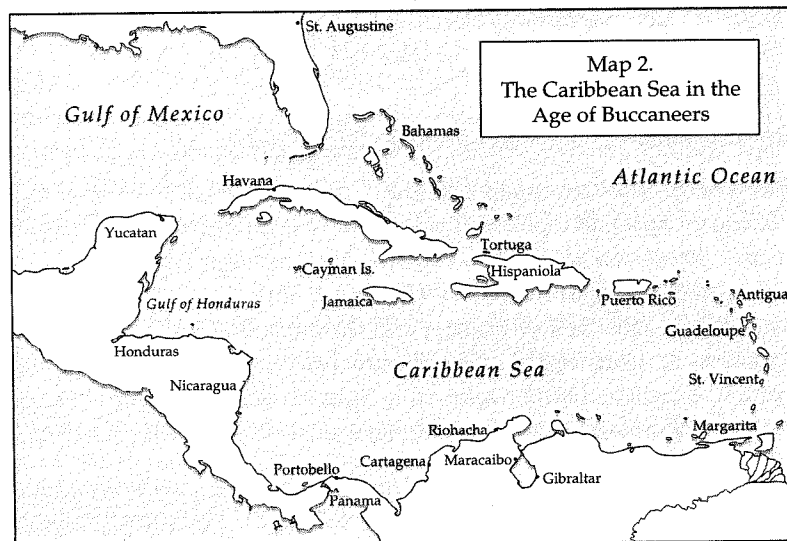 St. Augustine
Map 2.
The Caribbean Sea in the
Age of Buccaneers
Gulf of Mexico
Bahamas
Atlantic Ocean
Havana
Yucatan
Tortuga
Hispaniola
Cayman Is.
Gulf of Honduras
Jamaica
Puerto Rico
Antigua
Guadeloupe
Honduras
Caribbean Sea
Nicaragua
St. Vincent
Riohacha
Margarita
Portobello
Cartagena
Maracaibo
Gibraltar
Panama